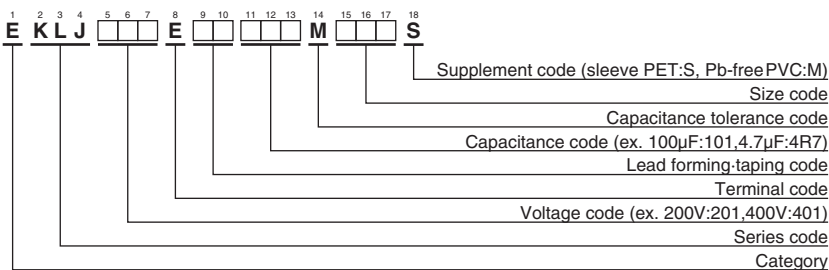 1 2 3 4 5 6 7 8 9 10 11 12 13 14 15 16 17 18
E K L J □□□ E □□ □□□ M □□□ S
Supplement code (sleeve PET:S, Pb-free PVC:M)
Size code
Capacitance tolerance code
Capacitance code (ex. 100μF:101,4.7μF:4R7)
Lead forming·taping code
Terminal code
Voltage code (ex. 200V:201,400V:401)
Series code
Category